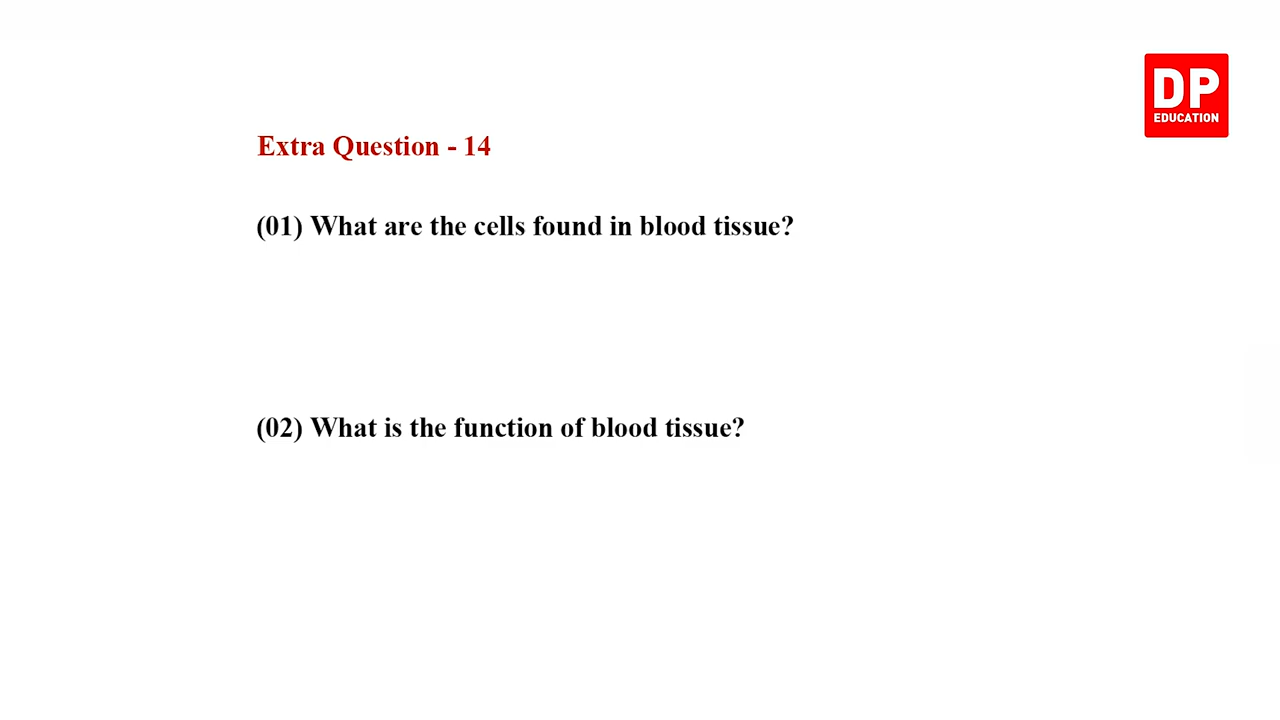 DP
EDUCATION
Extra Question - 14
(01) What are the cells found in blood tissue?
(02) What is the function of blood tissue?